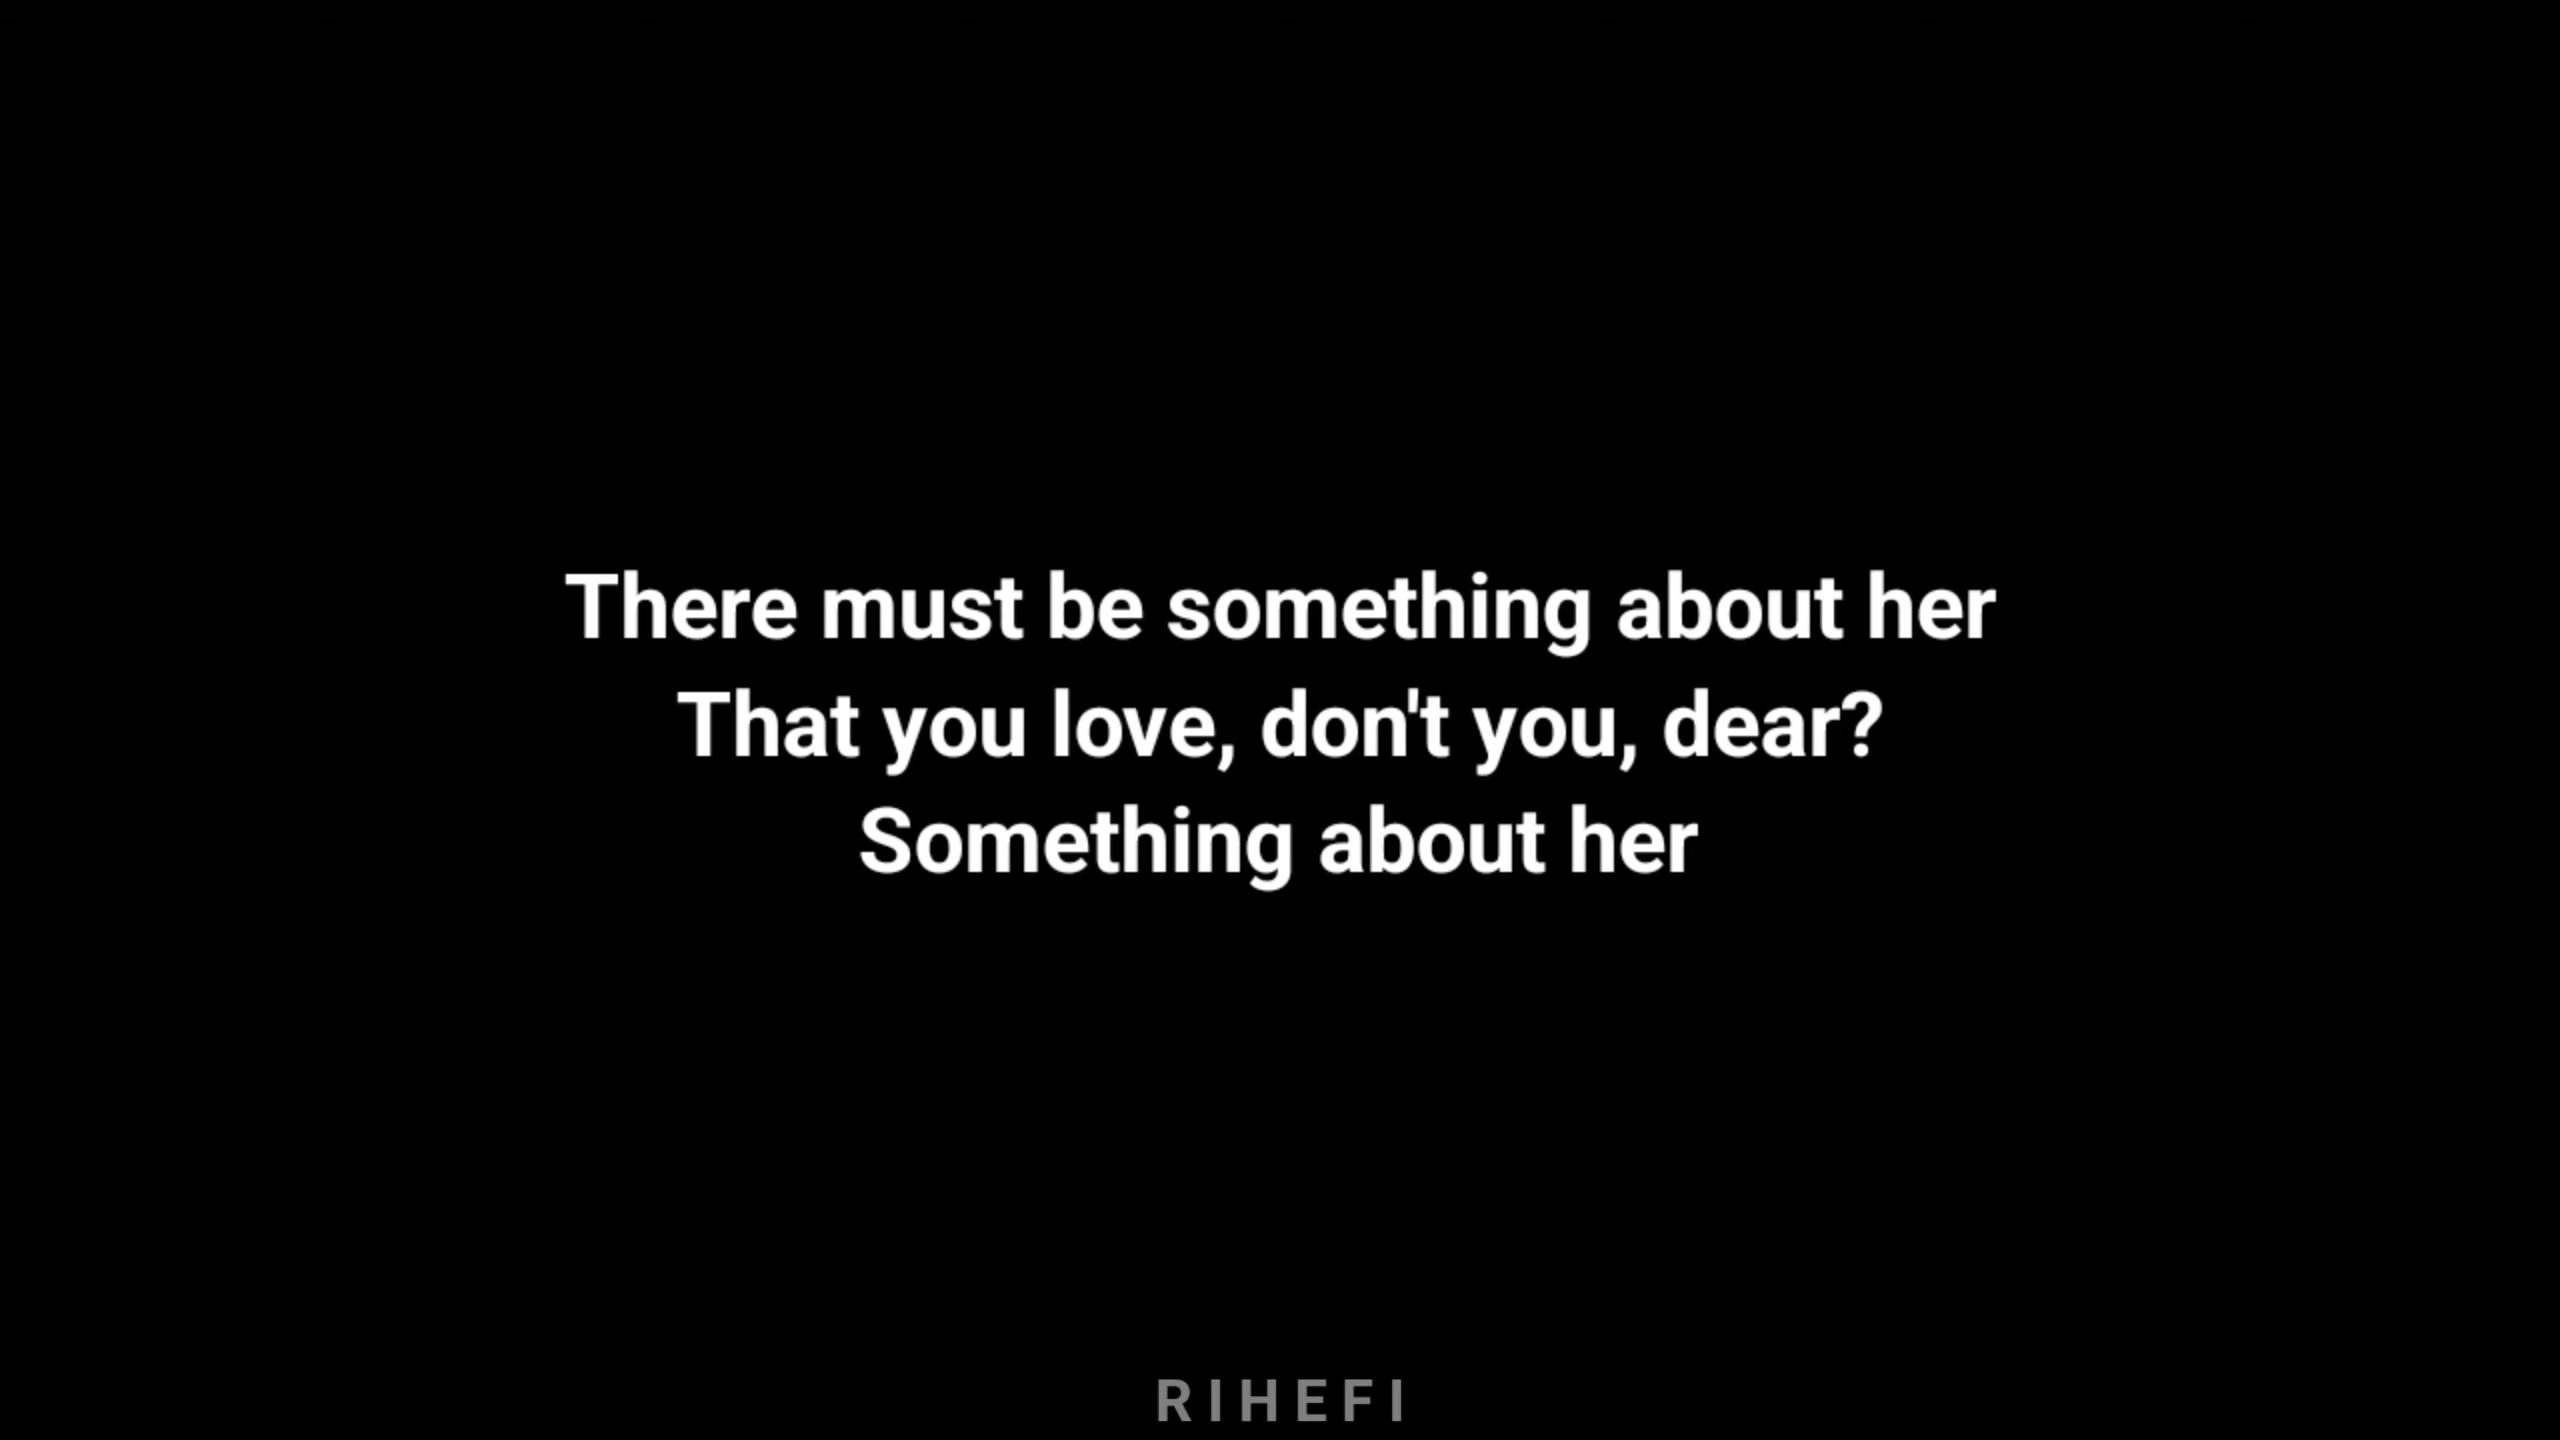 There must be something about her
That you love, don't you, dear?
Something about her
RIHEFI